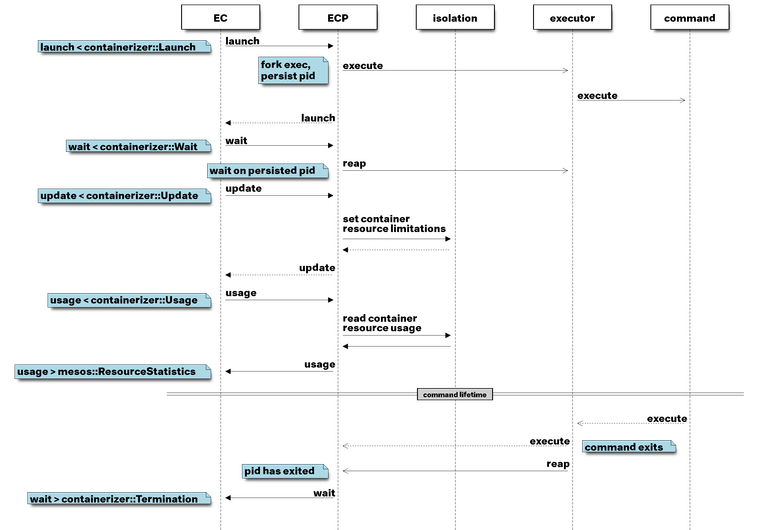 EC
ECP
isolation
executor
command
launch < containerizer::Launch
launch
fork exec,
persist pid
execute
execute
launch
wait < containerizer::Wait
wait
wait on persisted pid
reap
update < containerizer::Update
update
set container
resource limitations
update
usage < containerizer::Usage
usage
read container
resource usage
usage > mesos::ResourceStatistics
usage
command lifetime
execute
execute
command exits
pid has exited
reap
wait > containerizer::Termination
wait